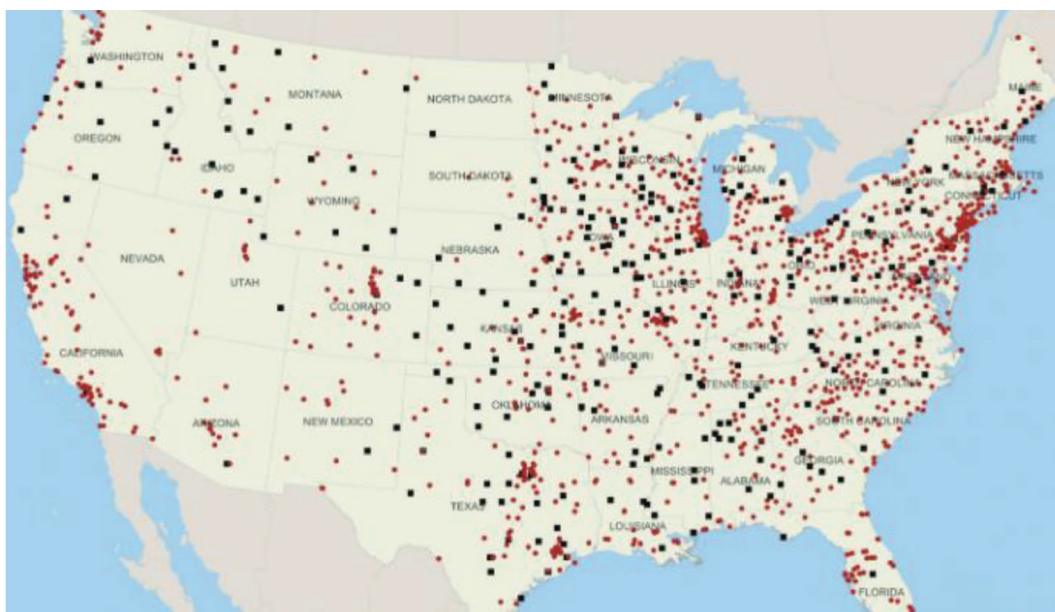 WASHINGTON
MONTANA
NORTH DAKOTA
MINNESOTA
MAINE
OREGON
IDAHO
WISCONSIN
MICHIGAN
NEW HAMPSHIRE
SOUTH DAKOTA
WYOMING
NEW YORK
MASSACHUSETTS
CONNECTICUT
IOWA
PENNSYLVANIA
NEBRASKA
NEVADA
UTAH
COLORADO
ILLINOIS
INDIANA
OHIO
WEST VIRGINIA
KANSAS
VIRGINIA
CALIFORNIA
MISSOURI
KENTUCKY
TENNESSEE
NORTH CAROLINA
OKLAHOMA
ARIZONA
NEW MEXICO
ARKANSAS
SOUTH CAROLINA
GEORGIA
MISSISSIPPI
ALABAMA
TEXAS
LOUISIANA
FLORIDA